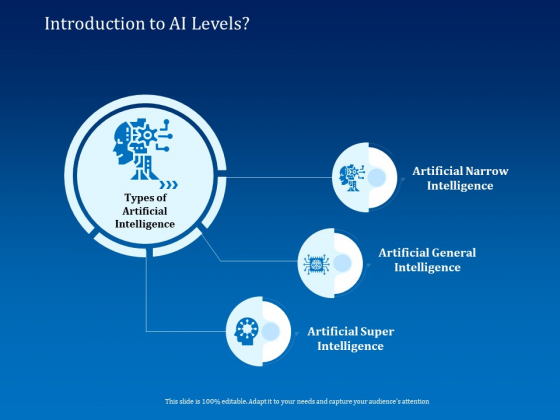 Introduction to AI Levels?
Types of
Artificial
Intelligence
Artificial Narrow
Intelligence
Artificial General
Intelligence
Artificial Super
Intelligence
This slide is 100% editable. Adapt it to your needs and capture your audience's attention